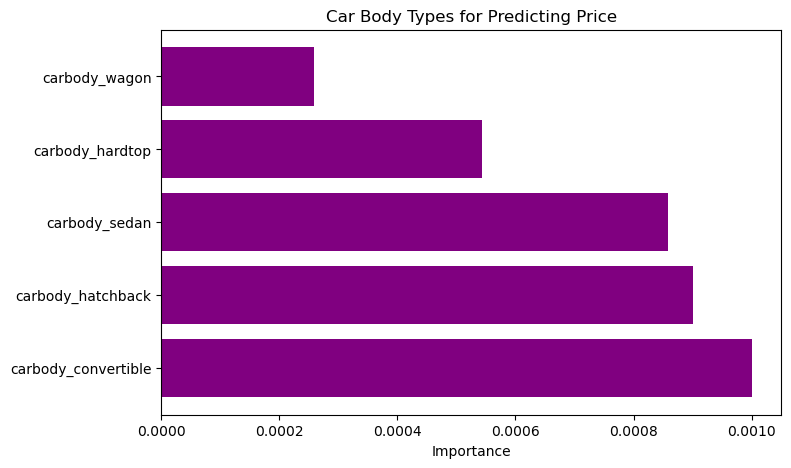 Car Body Types for Predicting Price
carbody_wagon
carbody_hardtop
carbody_sedan
carbody_hatchback
carbody_convertible
0.0000 0.0002 0.0004 0.0006 0.0008 0.0010
Importance